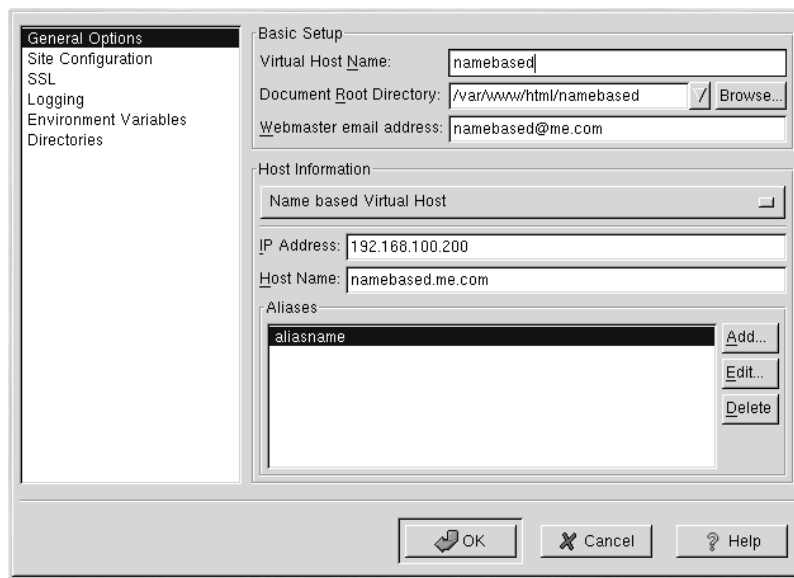 General Options
Site Configuration
SSL
Logging
Environment Variables
Directories
Basic Setup
Virtual Host Name:
namebased
Document Root Directory:
/var/www/html/namebased
Browse...
Webmaster email address:
namebased@me.com
Host Information
Name based Virtual Host
IP Address:
192.168.100.200
Host Name:
namebased.me.com
Aliases
aliasname
Add...
Edit...
Delete
OK
Cancel
Help